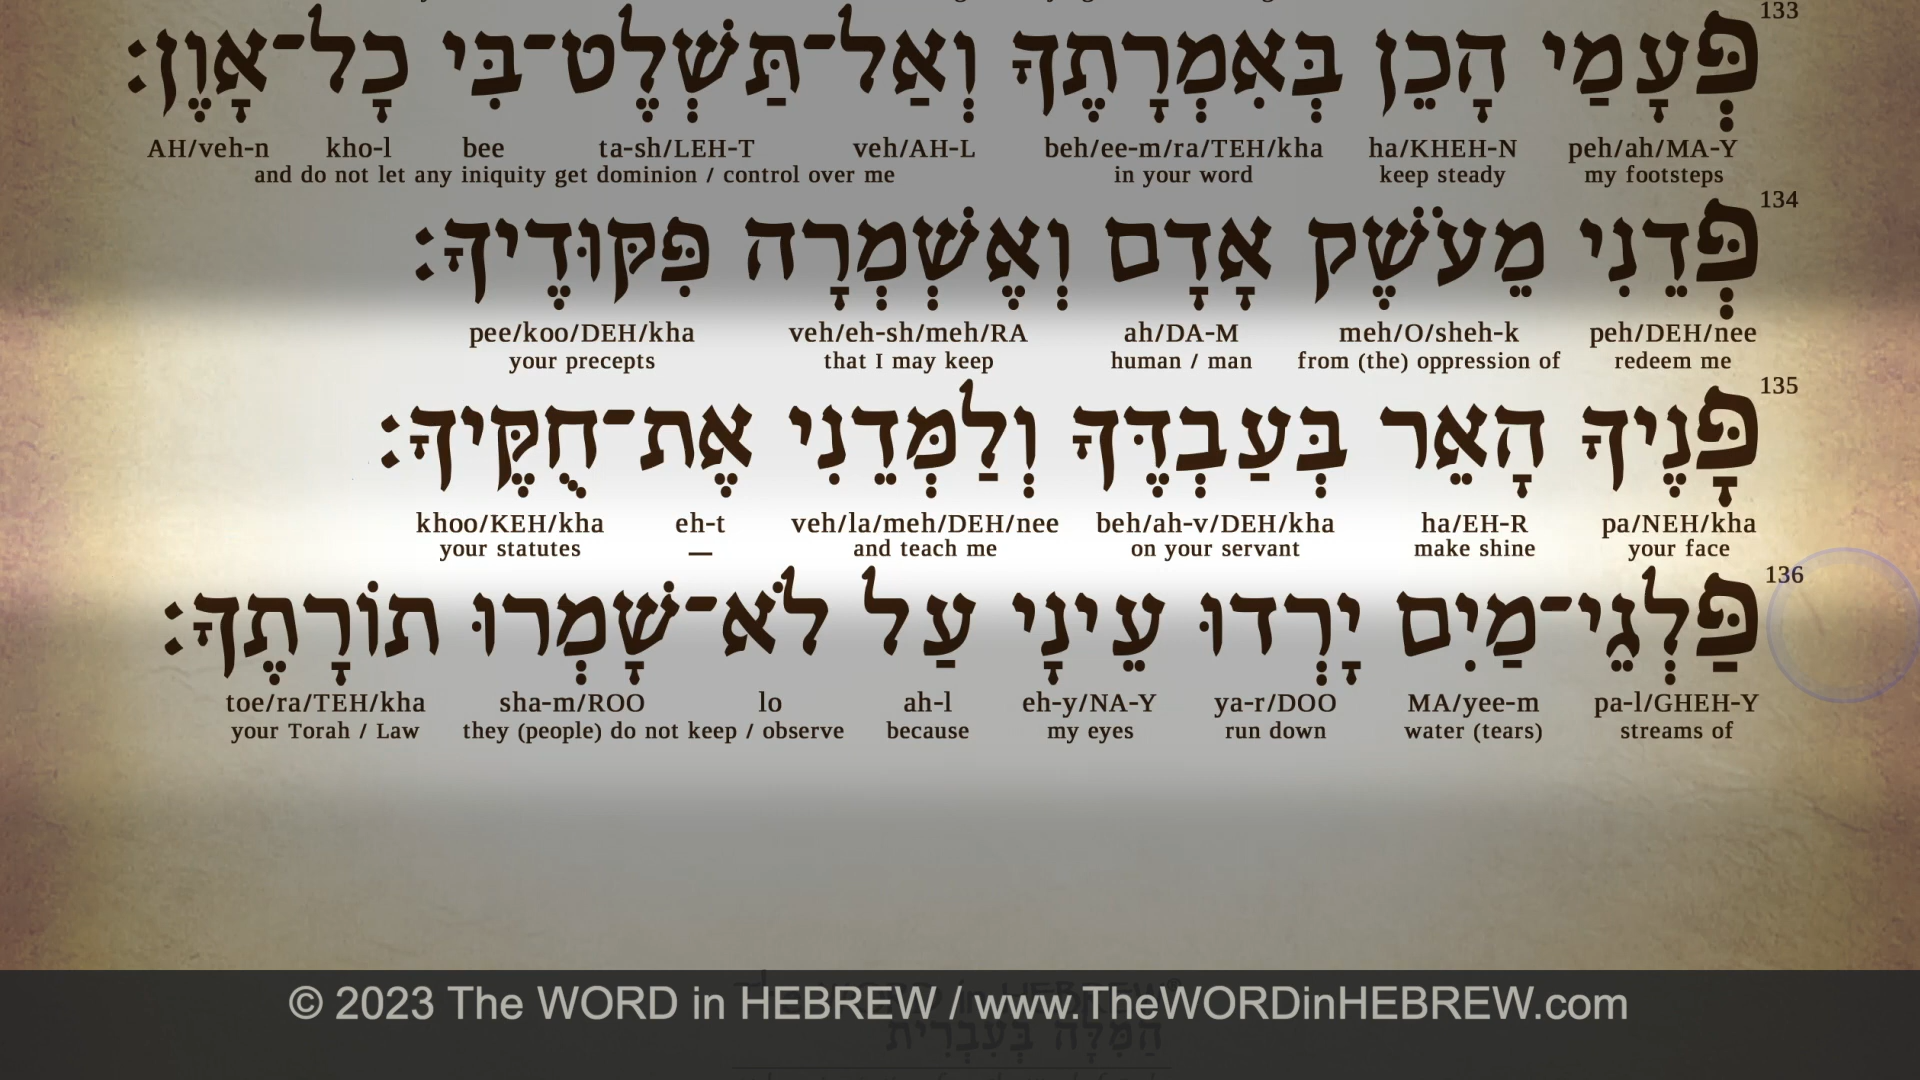 133
פְּעָמַי הָכֵן בְּאִמְרָתֶךָ וְאַל־תַּשְׁלֶט־בִּי כָל־אָוֶן׃
AH/veh-n kho-l bee ta-sh/LEH-T veh/AH-L beh/ee-m/ra/TEH/kha ha/KHEH-N peh/ah/MA-Y
and do not let any iniquity get dominion / control over me in your word keep steady my footsteps
134
פְּדֵנִי מֵעֹשֶׁק אָדָם וְאֶשְׁמְרָה פִּקּוּדֶיךָ׃
pee/koo/DEH/kha veh/eh-sh/meh/RA ah/DA-M meh/O/sheh-k peh/DEH/nee
your precepts that I may keep human / man from (the) oppression of redeem me
135
פָּנֶיךָ הָאֵר בְּעַבְדֶּךָ וְלַמְּדֵנִי אֶת־חֻקֶּיךָ׃
khoo/KEH/kha eh-t veh/la/meh/DEH/nee beh/ah-v/DEH/kha ha/EH-R pa/NEH/kha
your statutes — and teach me on your servant make shine your face
136
פַּלְגֵי־מַיִם יָרְדוּ עֵינָי עַל לֹא־שָׁמְרוּ תוֹרָתֶךָ׃
toe/ra/TEH/kha sha-m/ROO lo ah-l eh-y/NA-Y ya-r/DOO MA/yee-m pa-l/GHEH-Y
your Torah / Law they (people) do not keep / observe because my eyes run down water (tears) streams of
© 2023 The WORD in HEBREW / www.TheWORDinHEBREW.com
הַמִּלָּה בְּעִבְרִית